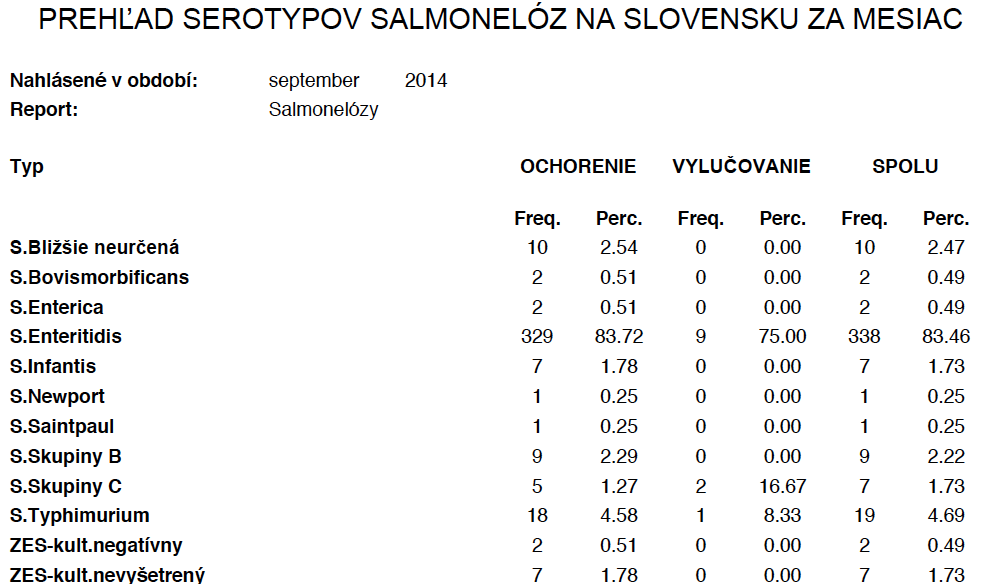 PREHĽAD SEROTYPOV SALMONELÓZ NA SLOVENSKU ZA MESIAC
Nahlásené v období: september 2014
Report: Salmonelózy
Typ OCHORENIE VYLUČOVANIE SPOLU
Freq. Perc. Freq. Perc. Freq. Perc.
S.Bližšie neurčená 10 2.54 0 0.00 10 2.47
S.Bovismorbificans 2 0.51 0 0.00 2 0.49
S.Enterica 2 0.51 0 0.00 2 0.49
S.Enteritidis 329 83.72 9 75.00 338 83.46
S.Infantis 7 1.78 0 0.00 7 1.73
S.Newport 1 0.25 0 0.00 1 0.25
S.Saintpaul 1 0.25 0 0.00 1 0.25
S.Skupiny B 9 2.29 0 0.00 9 2.22
S.Skupiny C 5 1.27 2 16.67 7 1.73
S.Typhimurium 18 4.58 1 8.33 19 4.69
ZES-kult.negatívny 2 0.51 0 0.00 2 0.49
ZES-kult.nevyšetrený 7 1.78 0 0.00 7 1.73